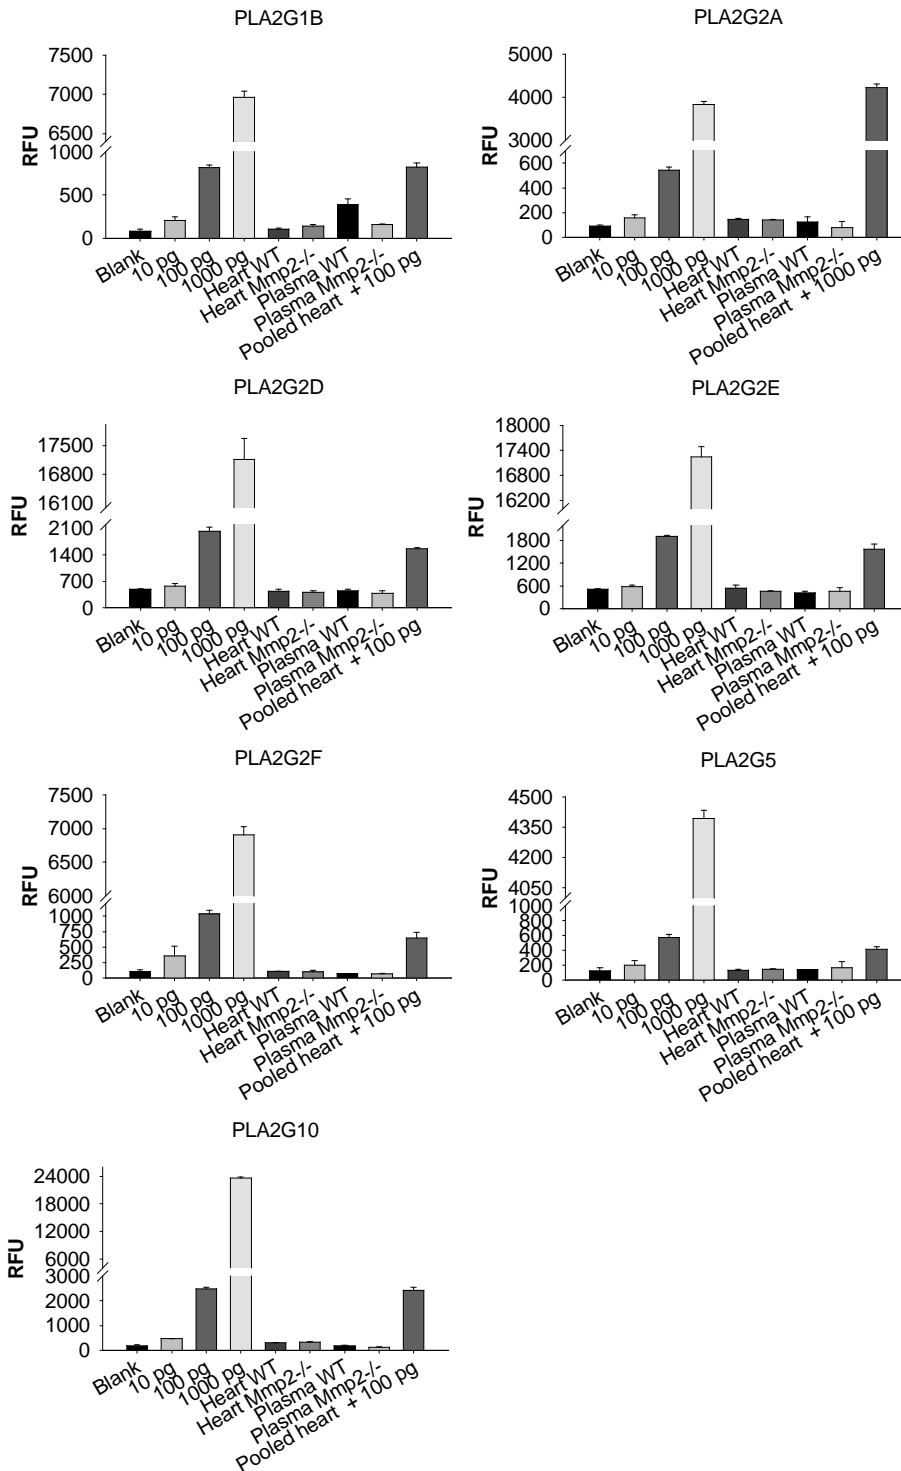 PLA2G1B
7500
7000
6500
1000
500
0
RFU
Blank
10 pg
100 pg
1000 pg
Heart WT
Heart Mmp2-/-
Plasma WT
Plasma Mmp2-/-
Pooled heart + 100 pg
PLA2G2A
5000
4000
3000
600
400
200
0
RFU
Blank
10 pg
100 pg
1000 pg
Heart WT
Heart Mmp2-/-
Plasma WT
Plasma Mmp2-/-
Pooled heart + 1000 pg
PLA2G2D
17500
16800
16100
2100
1400
700
0
RFU
Blank
10 pg
100 pg
1000 pg
Heart WT
Heart Mmp2-/-
Plasma WT
Plasma Mmp2-/-
Pooled heart + 100 pg
PLA2G2E
18000
17400
16800
16200
1800
1200
600
0
RFU
Blank
10 pg
100 pg
1000 pg
Heart WT
Heart Mmp2-/-
Plasma WT
Plasma Mmp2-/-
Pooled heart + 100 pg
PLA2G2F
7500
7000
6500
6000
1000
750
500
250
0
RFU
Blank
10 pg
100 pg
1000 pg
Heart WT
Heart Mmp2-/-
Plasma WT
Plasma Mmp2-/-
Pooled heart + 100 pg
PLA2G5
4500
4350
4200
4050
1000
800
600
400
200
0
RFU
Blank
10 pg
100 pg
1000 pg
Heart WT
Heart Mmp2-/-
Plasma WT
Plasma Mmp2-/-
Pooled heart + 100 pg
PLA2G10
24000
18000
12000
6000
3000
2000
1000
0
RFU
Blank
10 pg
100 pg
1000 pg
Heart WT
Heart Mmp2-/-
Plasma WT
Plasma Mmp2-/-
Pooled heart + 100 pg